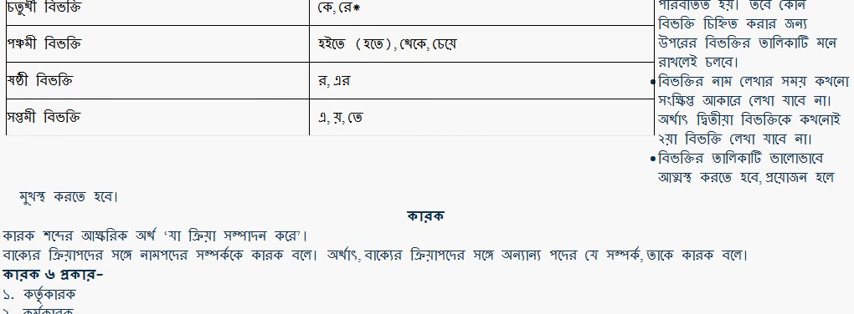 চতুর্থী বিভক্তি কে, রে*
পঞ্চমী বিভক্তি হইতে (হতে), থেকে, চেয়ে
ষষ্ঠী বিভক্তি র, এর
সপ্তমী বিভক্তি এ, য়, তে
পরিবর্তিত হয়। তবে কোন
বিভক্তি চিহ্নিত করার জন্য
উপরের বিভক্তির তালিকাটি মনে
রাখলেই চলবে।
•বিভক্তির নাম লেখার সময় কখনো
সংক্ষিপ্ত আকারে লেখা যাবে না।
অর্থাৎ দ্বিতীয়া বিভক্তিকে কখনোই
২য়া বিভক্তি লেখা যাবে না।
•বিভক্তির তালিকাটি ভালোভাবে
আত্মস্থ করতে হবে, প্রয়োজন হলে
মুখস্থ করতে হবে।
কারক
কারক শব্দের আক্ষরিক অর্থ ‘যা ক্রিয়া সম্পাদন করে’।
বাক্যের ক্রিয়াপদের সঙ্গে নামপদের সম্পর্ককে কারক বলে। অর্থাৎ, বাক্যের ক্রিয়াপদের সঙ্গে অন্যান্য পদের যে সম্পর্ক, তাকে কারক বলে।
কারক ৬ প্রকার-
১. কর্তৃকারক
২. কর্মকারক